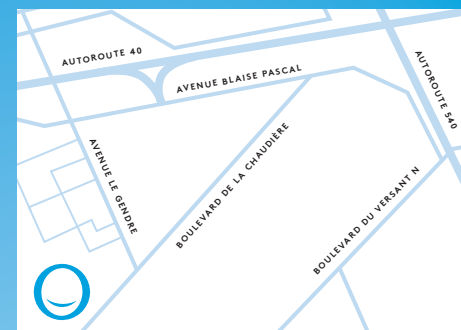 AUTOROUTE 40
AVENUE BLAISE PASCAL
AUTOROUTE 540
AVENUE LE GENDRE
BOULEVARD DE LA CHAUDIÈRE
BOULEVARD DU VERSANT N